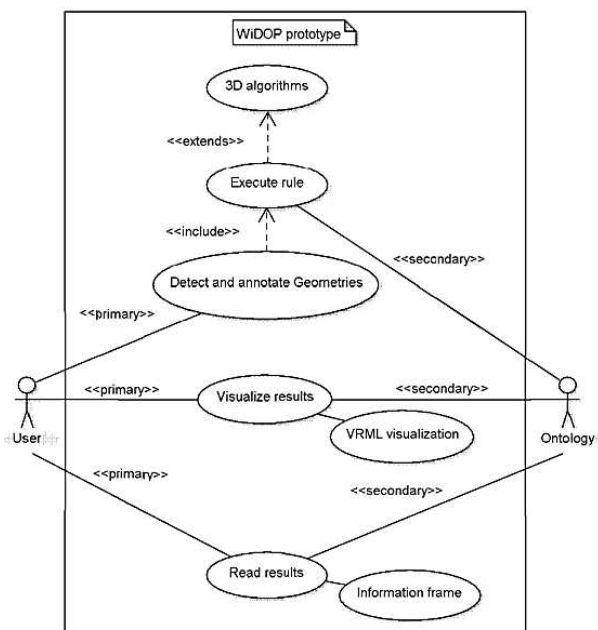 WiDOP prototype
3D algorithms
<<extends>>
Execute rule
<<include>>
<<secondary>>
Detect and annotate Geometries
<<primary>>
<<primary>>
Visualize results
<<secondary>>
VRML visualization
User
Ontology
<<primary>>
<<secondary>>
Read results
Information frame